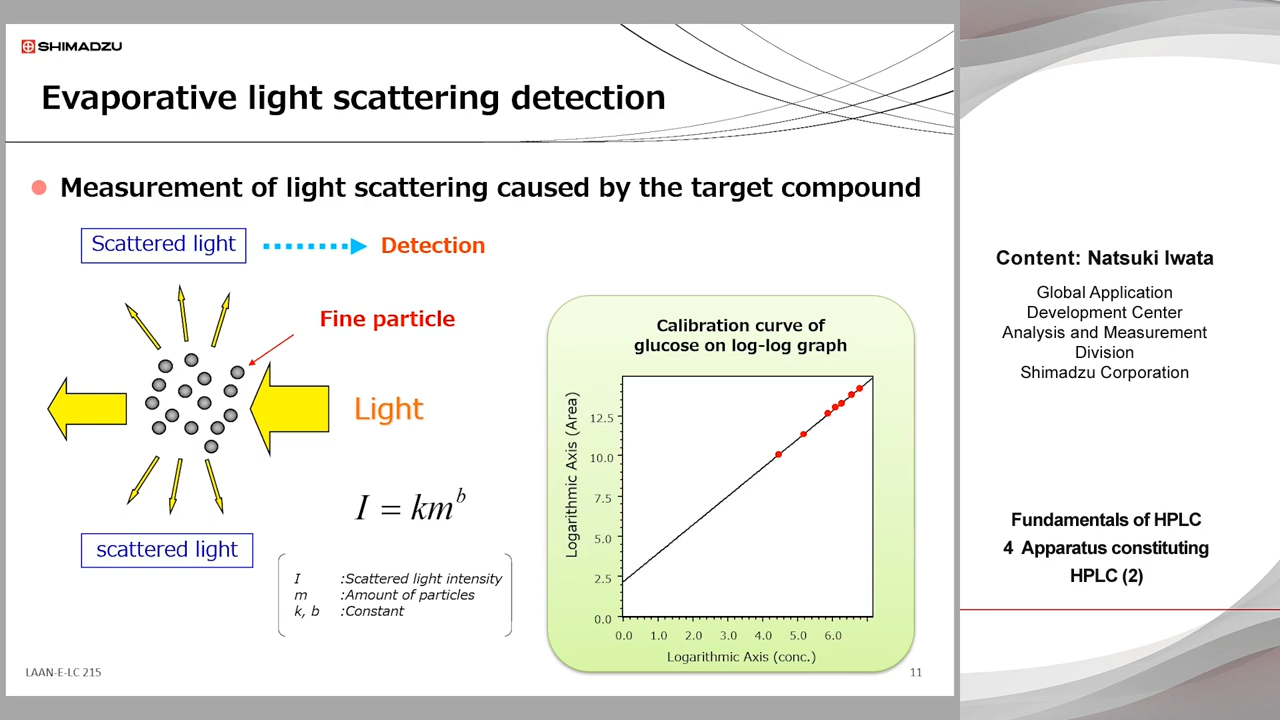 SHIMADZU
Evaporative light scattering detection
Measurement of light scattering caused by the target compound
Scattered light
Detection
Fine particle
Light
I = km^b
scattered light
I :Scattered light intensity
m :Amount of particles
k, b :Constant
Calibration curve of
glucose on log-log graph
Logarithmic Axis (Area)
12.5
10.0
7.5
5.0
2.5
0.0
0.0 1.0 2.0 3.0 4.0 5.0 6.0
Logarithmic Axis (conc.)
LAAN-E-LC 215
11
Content: Natsuki Iwata
Global Application
Development Center
Analysis and Measurement
Division
Shimadzu Corporation
Fundamentals of HPLC
4 Apparatus constituting
HPLC (2)